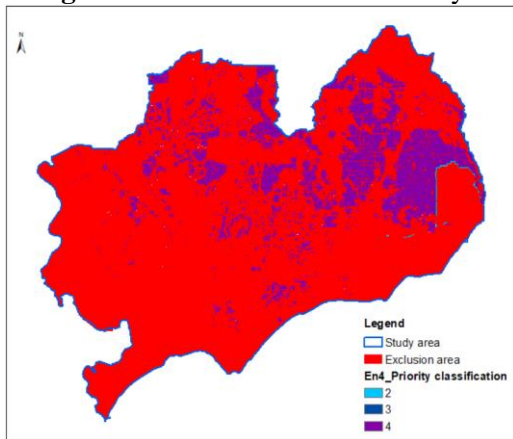 N
Legend
Study area
Exclusion area
En4_Priority classification
2
3
4